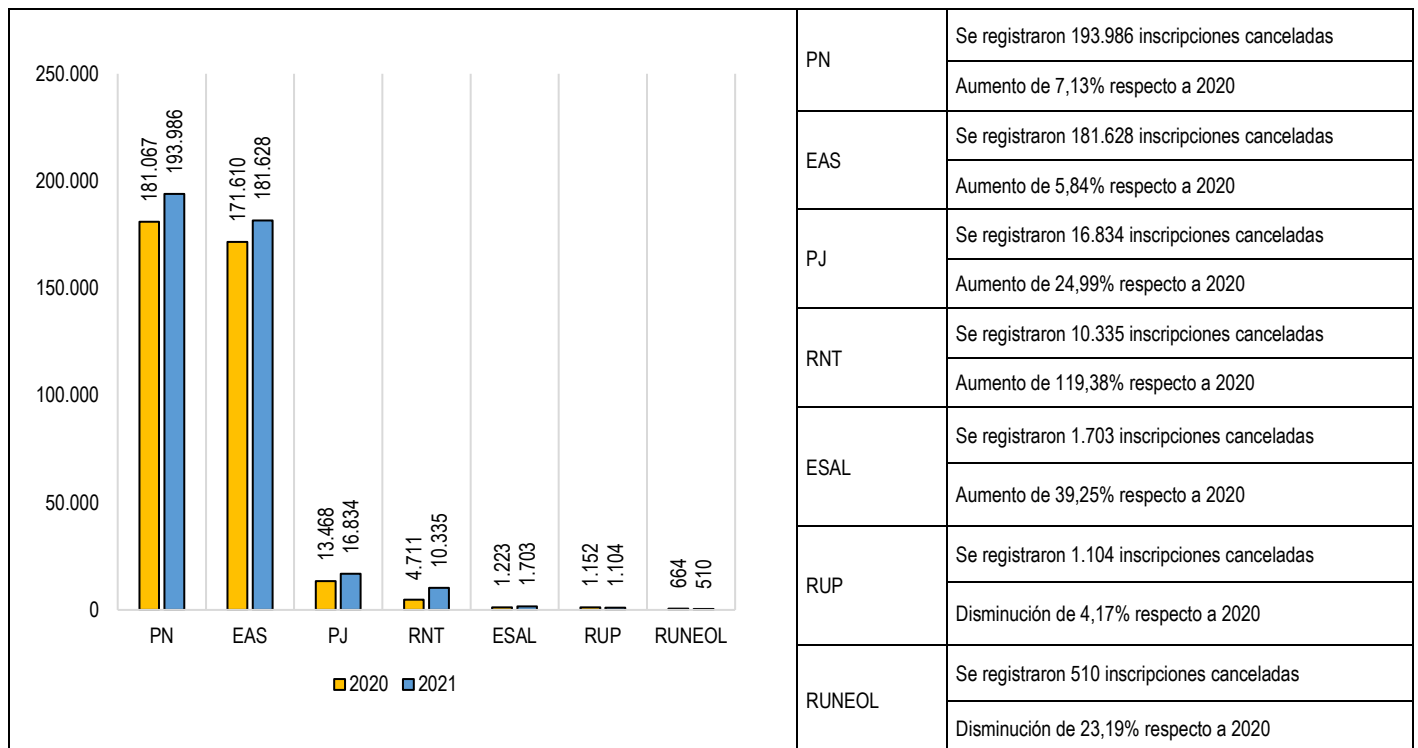 250.000
200.000
150.000
100.000
50.000
0
181.067
193.986
171.610
181.628
13.468
16.834
4.711
10.335
1.223
1.703
1.152
1.104
664
510
PN EAS PJ RNT ESAL RUP RUNEOL
2020 2021
PN
Se registraron 193.986 inscripciones canceladas
Aumento de 7,13% respecto a 2020
EAS
Se registraron 181.628 inscripciones canceladas
Aumento de 5,84% respecto a 2020
PJ
Se registraron 16.834 inscripciones canceladas
Aumento de 24,99% respecto a 2020
RNT
Se registraron 10.335 inscripciones canceladas
Aumento de 119,38% respecto a 2020
ESAL
Se registraron 1.703 inscripciones canceladas
Aumento de 39,25% respecto a 2020
RUP
Se registraron 1.104 inscripciones canceladas
Disminución de 4,17% respecto a 2020
RUNEOL
Se registraron 510 inscripciones canceladas
Disminución de 23,19% respecto a 2020